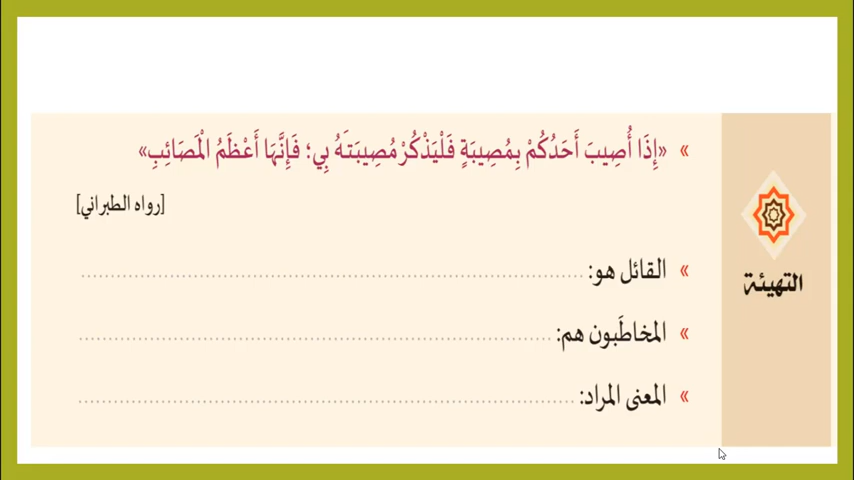 » «إِذَا أُصِيبَ أَحَدُكُمْ بِمُصِيبَةٍ فَلْيَذْكُرْ مُصِيبَتَهُ بِي؛ فَإِنَّهَا أَعْظَمُ الْمَصَائِبِ»
[رواه الطبراني]
التهيئة
» القائل هو: ................................................
» المخاطَبون هم: ................................................
» المعنى المراد: ................................................